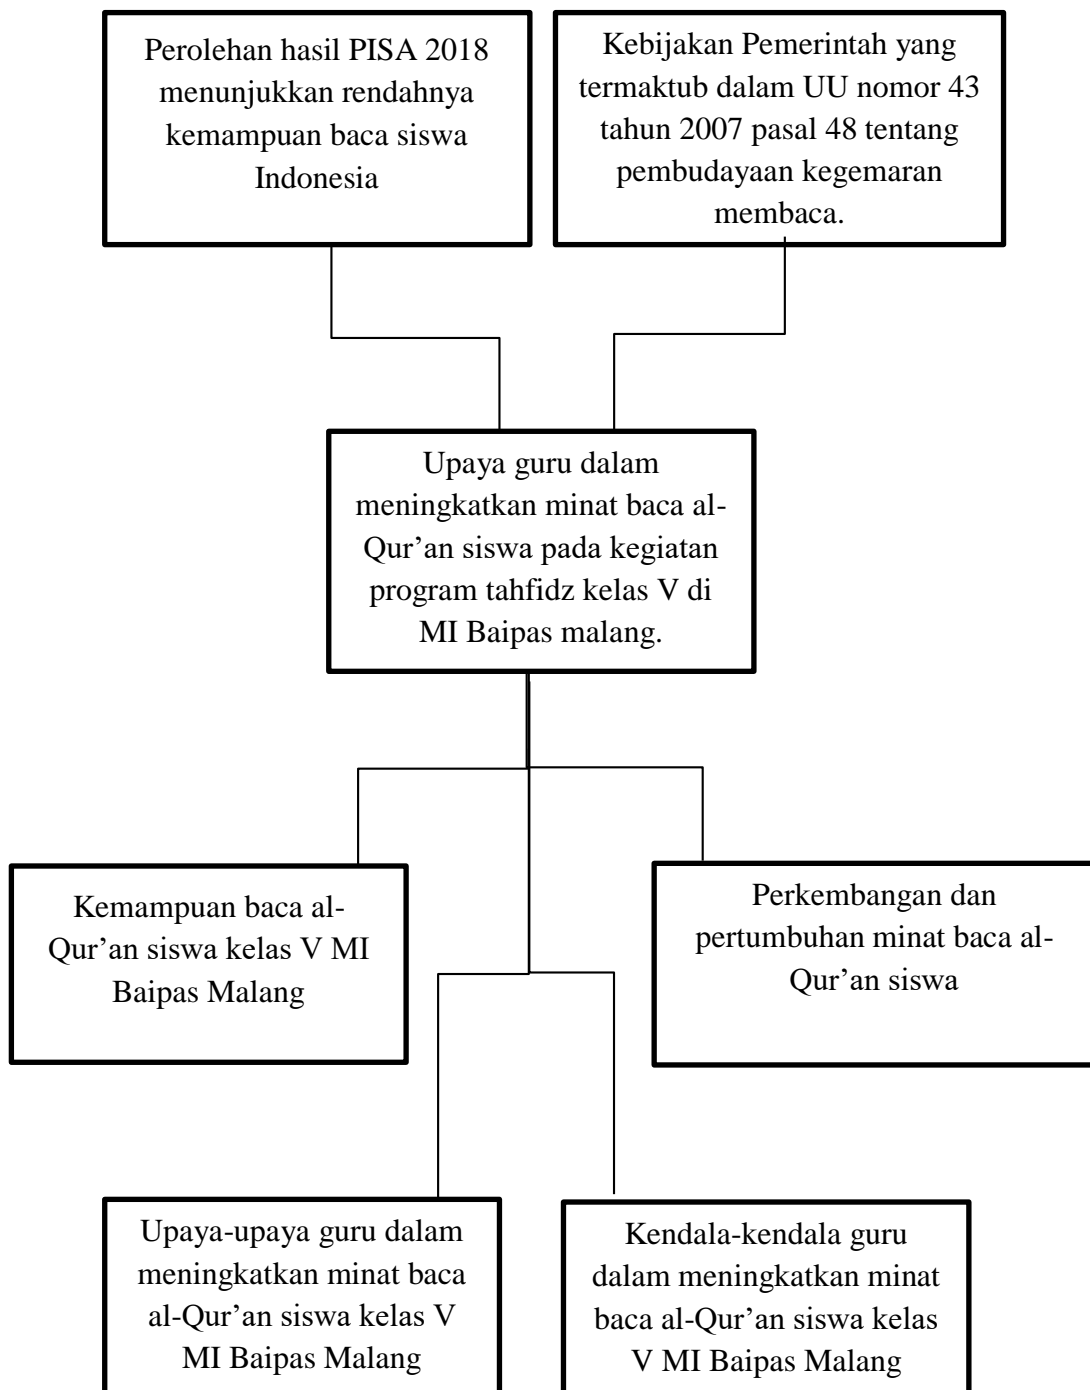 Perolehan hasil PISA 2018
menunjukkan rendahnya
kemampuan baca siswa
Indonesia
Kebijakan Pemerintah yang
termaktub dalam UU nomor 43
tahun 2007 pasal 48 tentang
pembudayaan kegemaran
membaca.
Upaya guru dalam
meningkatkan minat baca al-
Qur’an siswa pada kegiatan
program tahfidz kelas V di
MI Baipas malang.
Kemampuan baca al-
Qur’an siswa kelas V MI
Baipas Malang
Perkembangan dan
pertumbuhan minat baca al-
Qur’an siswa
Upaya-upaya guru dalam
meningkatkan minat baca
al-Qur’an siswa kelas V
MI Baipas Malang
Kendala-kendala guru
dalam meningkatkan minat
baca al-Qur’an siswa kelas
V MI Baipas Malang